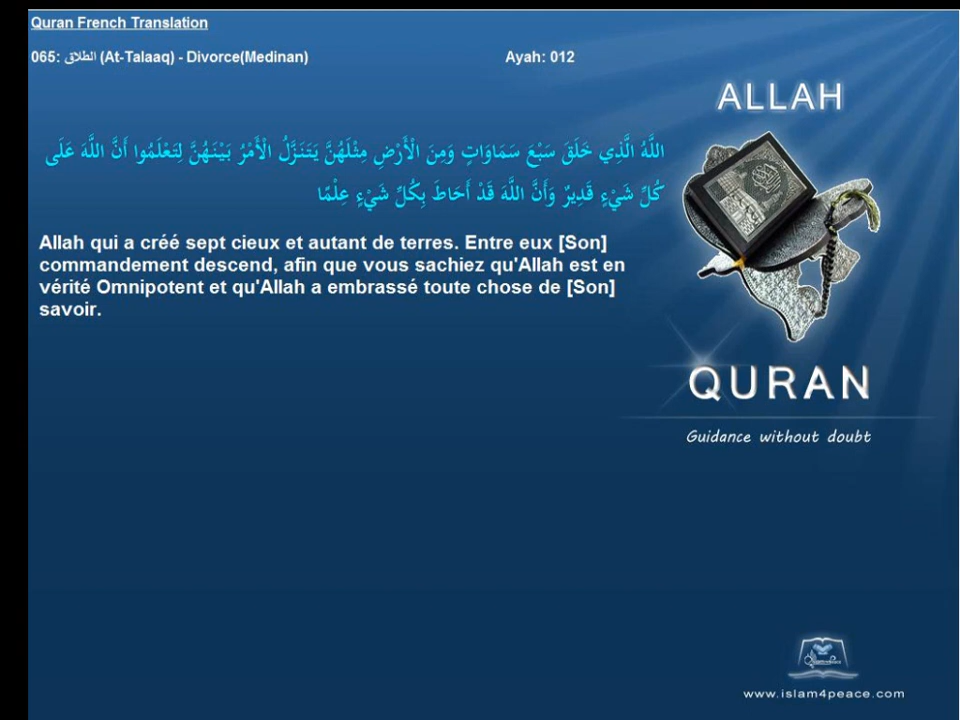 Quran French Translation
065: الطلاق (At-Talaaq) - Divorce(Medinan) Ayah: 012
ALLAH
اللَّهُ الَّذِي خَلَقَ سَبْعَ سَمَاوَاتٍ وَمِنَ الْأَرْضِ مِثْلَهُنَّ يَتَنَزَّلُ الْأَمْرُ بَيْنَهُنَّ لِتَعْلَمُوا أَنَّ اللَّهَ عَلَى
كُلِّ شَيْءٍ قَدِيرٌ وَأَنَّ اللَّهَ قَدْ أَحَاطَ بِكُلِّ شَيْءٍ عِلْمًا
Allah qui a créé sept cieux et autant de terres. Entre eux [Son]
commandement descend, afin que vous sachiez qu'Allah est en
vérité Omnipotent et qu'Allah a embrassé toute chose de [Son]
savoir.
QURAN
Guidance without doubt
www.islam4peace.com